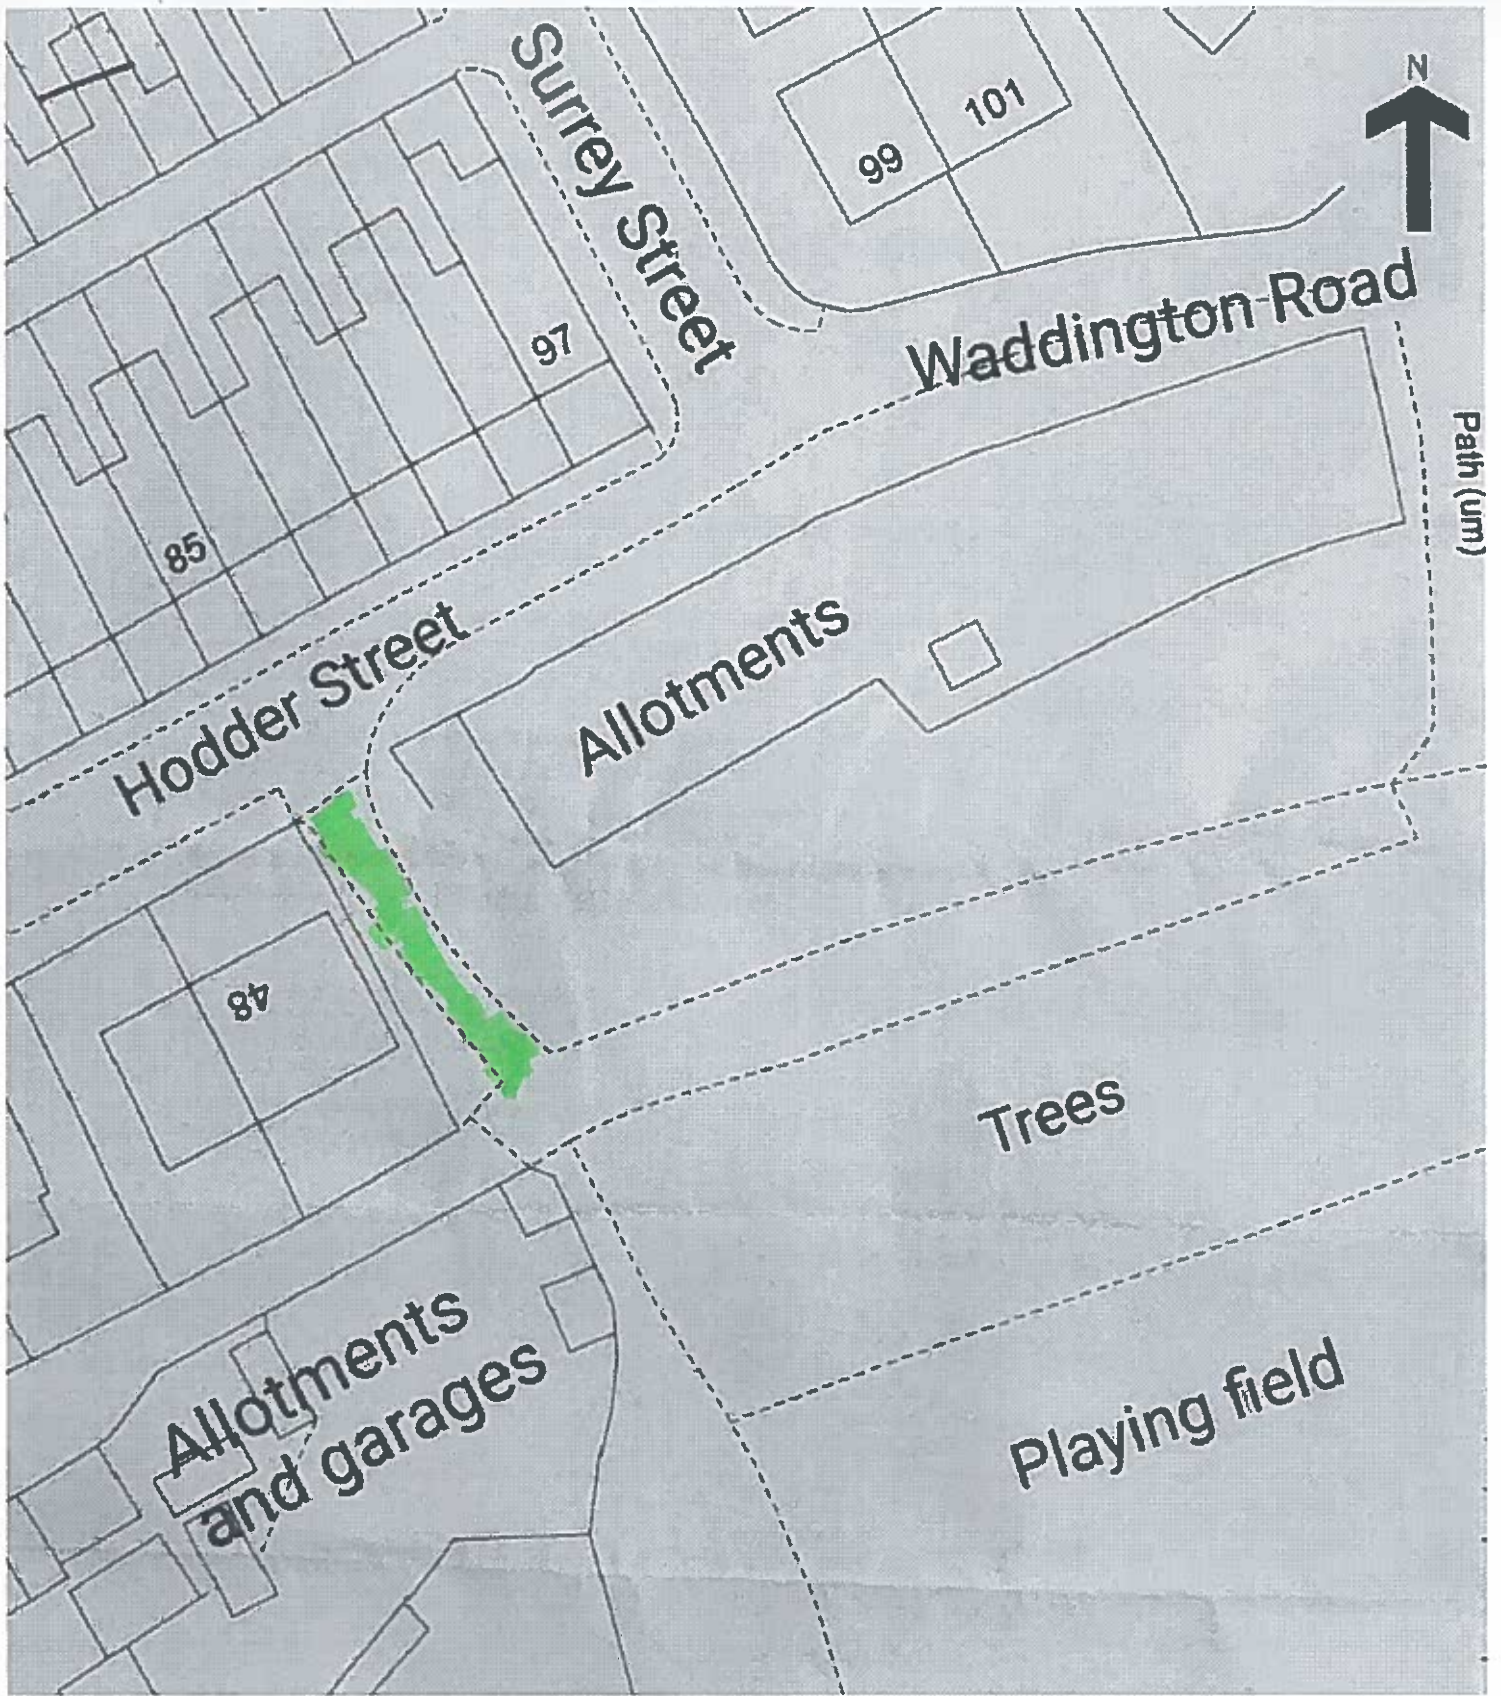 Surrey Street
101
99
N
Waddington Road
97
Path (um)
85
Hodder Street
Allotments
48
Trees
Allotments
and garages
Playing field